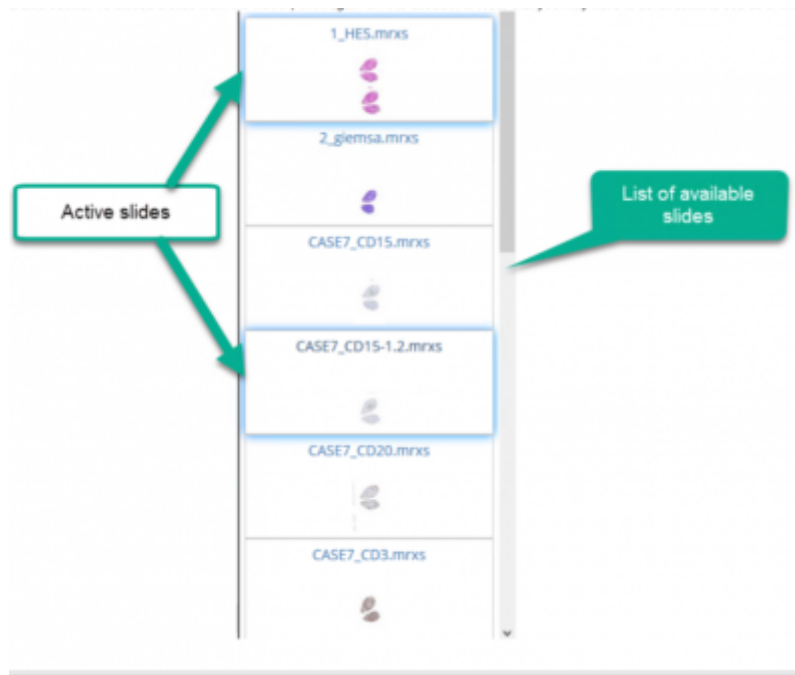 1_HES.mrxs
2_giemsa.mrxs
Active slides
List of available
slides
CASE7_CD15.mrxs
CASE7_CD15-1.2.mrxs
CASE7_CD20.mrxs
CASE7_CD3.mrxs